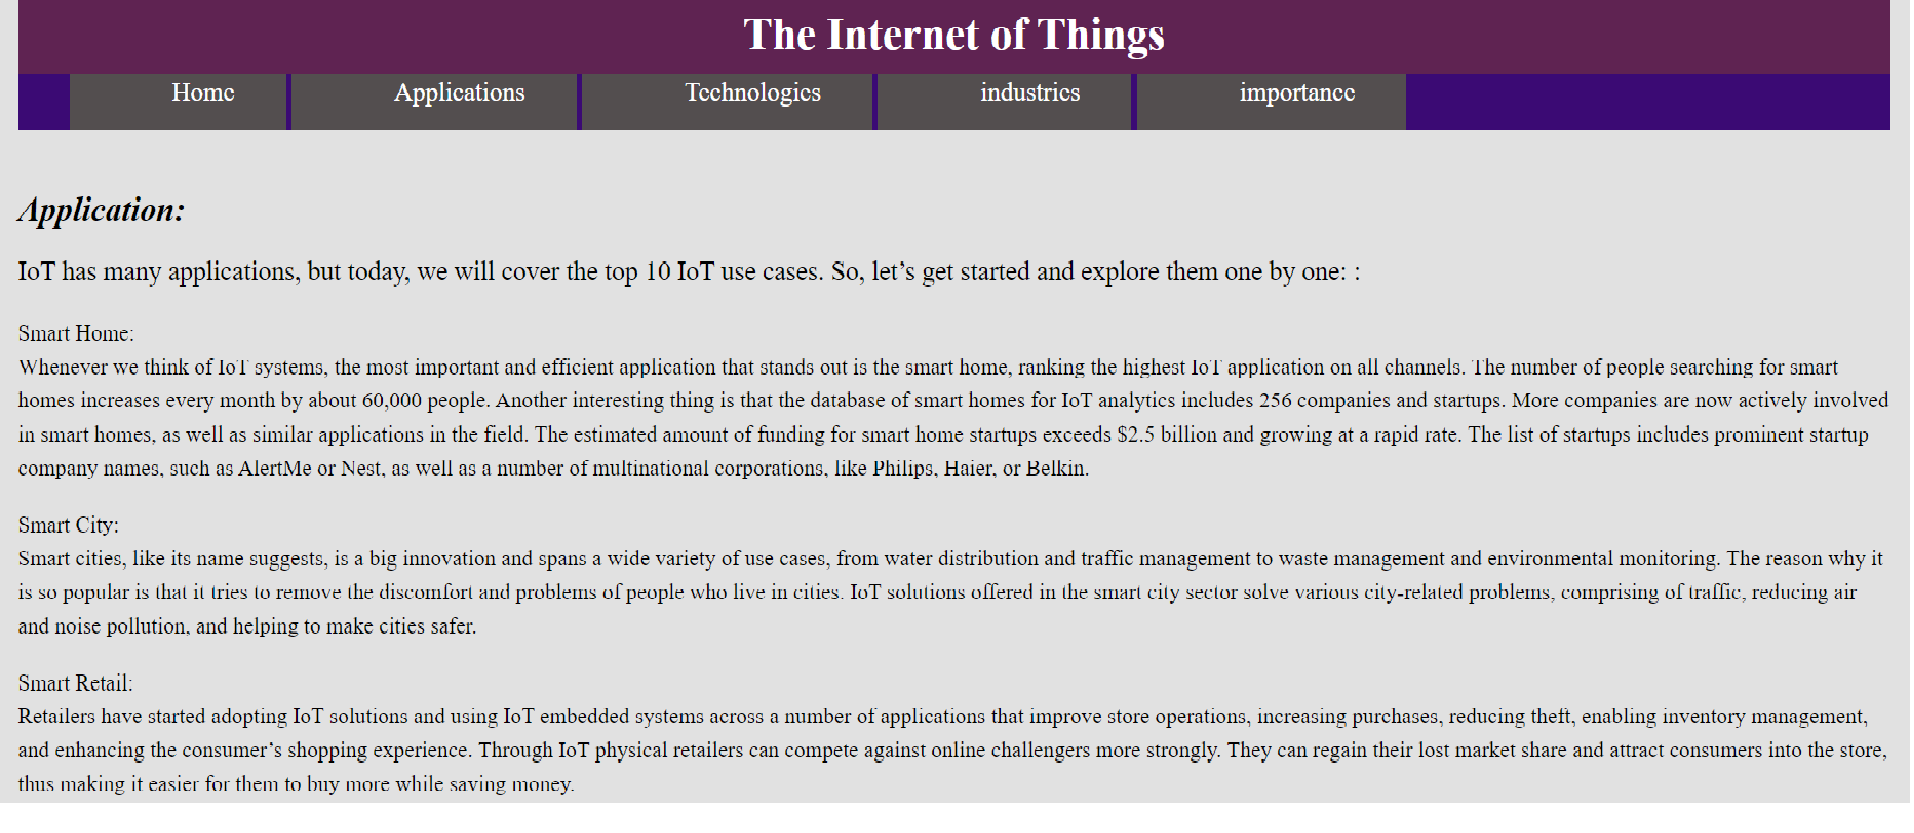 The Internet of Things
Home Applications Technologies industries importance
Application:
IoT has many applications, but today, we will cover the top 10 IoT use cases. So, let’s get started and explore them one by one: :
Smart Home:
Whenever we think of IoT systems, the most important and efficient application that stands out is the smart home, ranking the highest IoT application on all channels. The number of people searching for smart
homes increases every month by about 60,000 people. Another interesting thing is that the database of smart homes for IoT analytics includes 256 companies and startups. More companies are now actively involved
in smart homes, as well as similar applications in the field. The estimated amount of funding for smart home startups exceeds $2.5 billion and growing at a rapid rate. The list of startups includes prominent startup
company names, such as AlertMe or Nest, as well as a number of multinational corporations, like Philips, Haier, or Belkin.
Smart City:
Smart cities, like its name suggests, is a big innovation and spans a wide variety of use cases, from water distribution and traffic management to waste management and environmental monitoring. The reason why it
is so popular is that it tries to remove the discomfort and problems of people who live in cities. IoT solutions offered in the smart city sector solve various city-related problems, comprising of traffic, reducing air
and noise pollution, and helping to make cities safer.
Smart Retail:
Retailers have started adopting IoT solutions and using IoT embedded systems across a number of applications that improve store operations, increasing purchases, reducing theft, enabling inventory management,
and enhancing the consumer’s shopping experience. Through IoT physical retailers can compete against online challengers more strongly. They can regain their lost market share and attract consumers into the store,
thus making it easier for them to buy more while saving money.